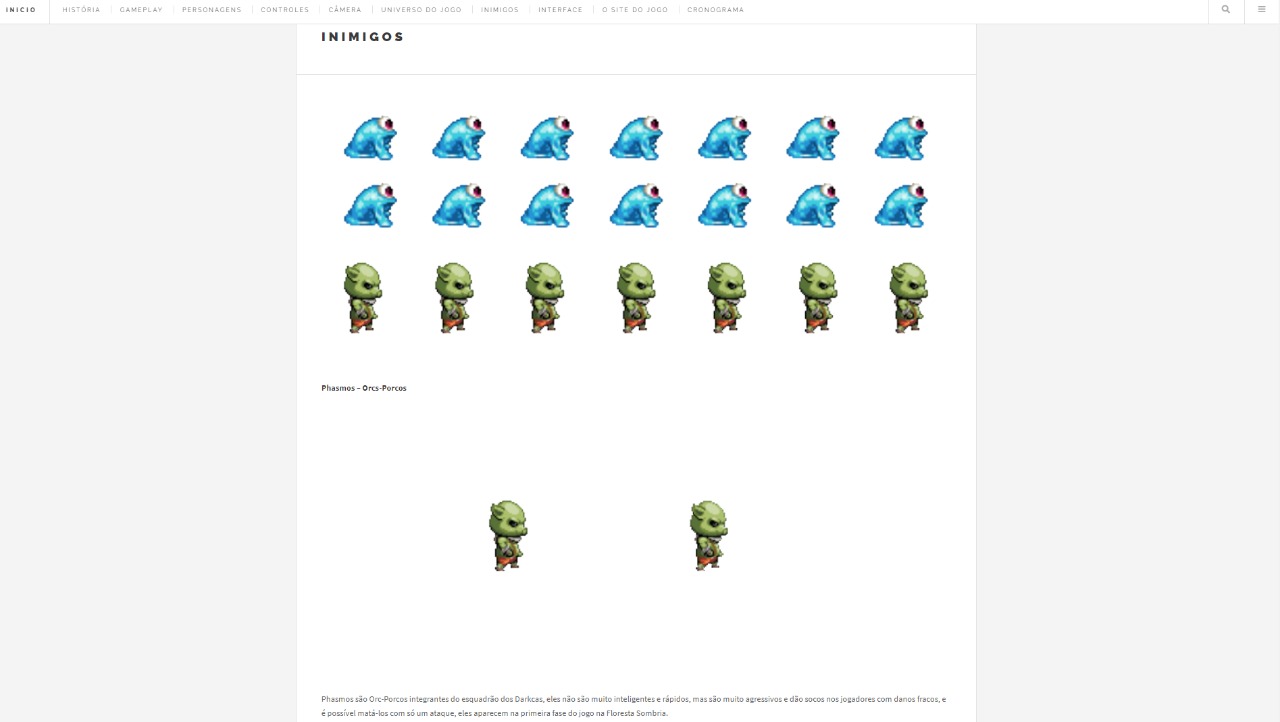 INICIO HISTÓRIA GAMEPLAY PERSONAGENS CONTROLES CÂMERA UNIVERSO DO JOGO INIMIGOS INTERFACE O SITE DO JOGO CRONOGRAMA
INIMIGOS
Phasmos – Orcs-Porcos
Phasmos são Orc-Porcos integrantes do esquadrão dos Darkcas, eles não são muito inteligentes e rápidos, mas são muito agressivos e dão socos nos jogadores com danos fracos, e
é possível matá-los com só um ataque, eles aparecem na primeira fase do jogo na Floresta Sombria.